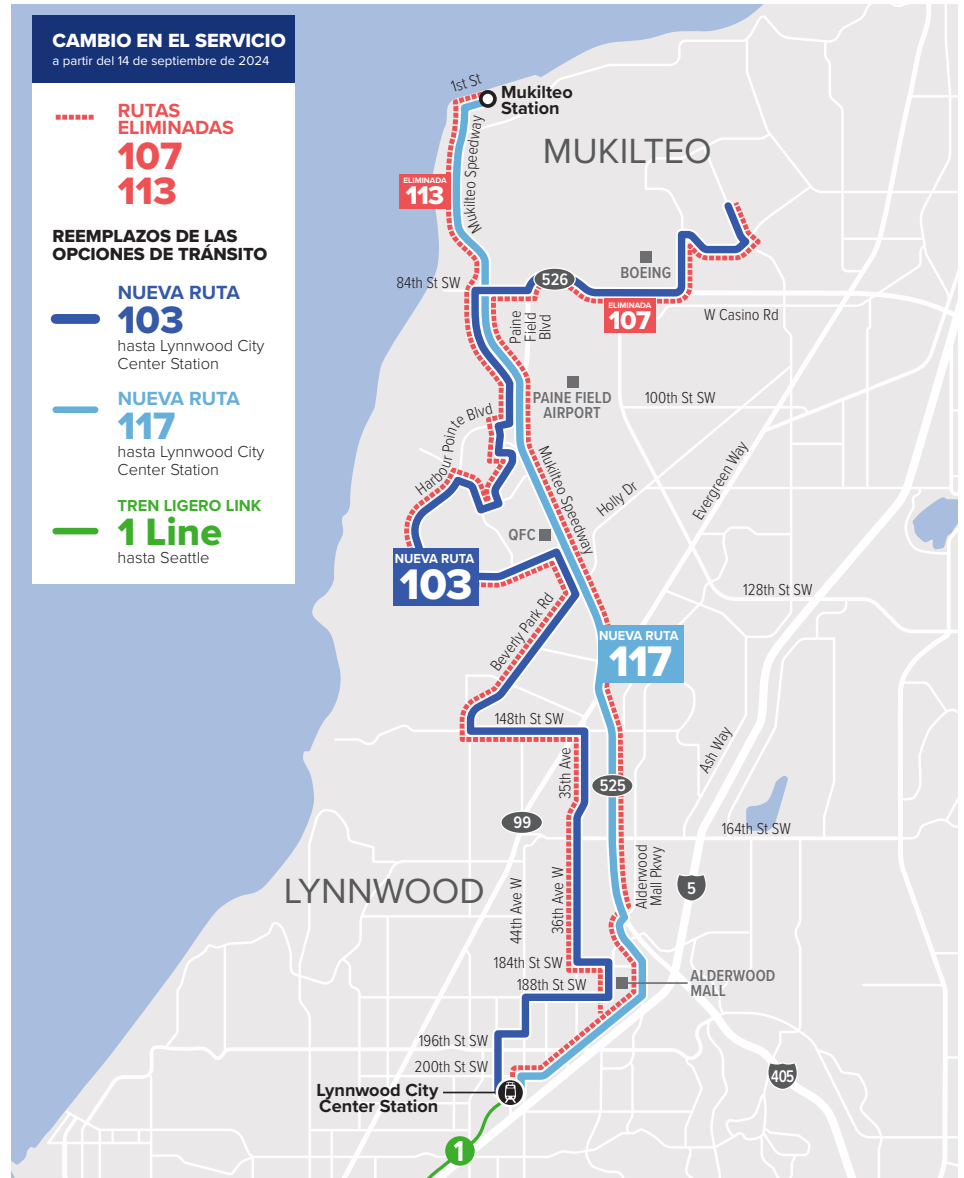 CAMBIO EN EL SERVICIO
a partir del 14 de septiembre de 2024
RUTAS
ELIMINADAS
107
113
REEMPLAZOS DE LAS
OPCIONES DE TRÁNSITO
NUEVA RUTA
103
hasta Lynnwood City
Center Station
NUEVA RUTA
117
hasta Lynnwood City
Center Station
TREN LIGERO LINK
1 Line
hasta Seattle
1st St
Mukilteo
Station
MUKILTEO
Mukilteo Speedway
ELIMINADA
113
84th St SW
526
BOEING
ELIMINADA
107
W Casino Rd
Paine
Field
Blvd
PAINE FIELD
AIRPORT
100th St SW
Harbour Pointe Blvd
Mukilteo Speedway
Holly Dr
Evergreen Way
QFC
NUEVA RUTA
103
128th St SW
Beverly Park Rd
NUEVA RUTA
117
148th St SW
35th Ave
525
Ash Way
99
164th St SW
Alderwood
Mall Pkwy
5
LYNNWOOD
44th Ave W
36th Ave W
184th St SW
188th St SW
ALDERWOOD
MALL
196th St SW
200th St SW
405
Lynnwood City
Center Station
1